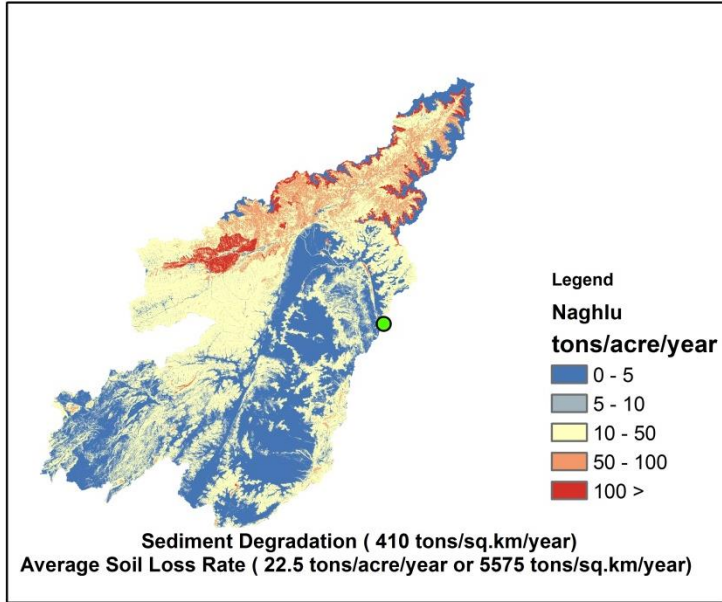 Legend
Naghlu
tons/acre/year
0 - 5
5 - 10
10 - 50
50 - 100
100 >
Sediment Degradation ( 410 tons/sq.km/year)
Average Soil Loss Rate ( 22.5 tons/acre/year or 5575 tons/sq.km/year)